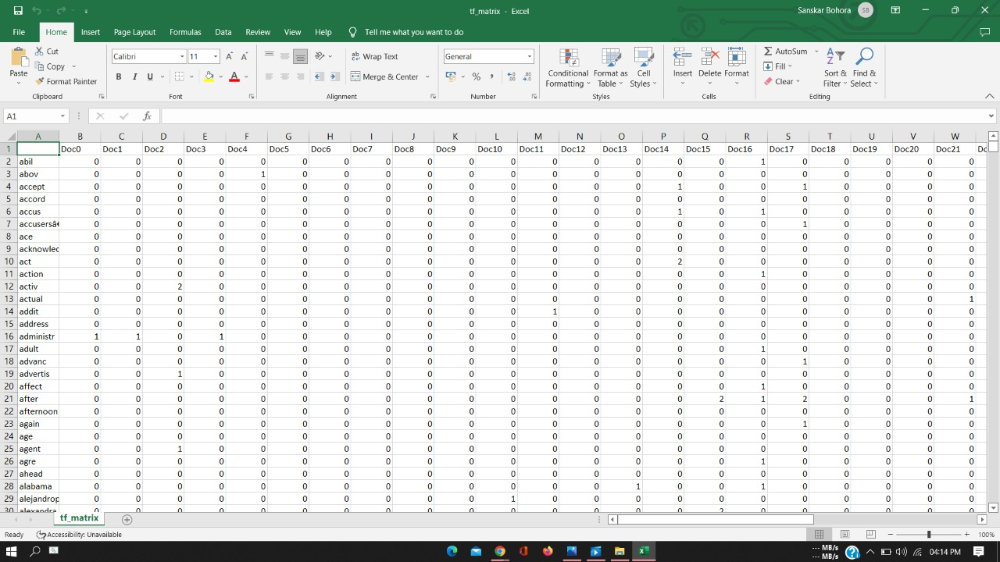 tf_matrix - Excel
Sanskar Bohora SB
File Home Insert Page Layout Formulas Data Review View Help Tell me what you want to do
Paste Cut Copy Format Painter Clipboard
Calibri 11 B I U Font
Wrap Text Merge & Center Alignment
General % Number
Conditional Formatting Format as Table Cell Styles Styles
Insert Delete Format Cells
AutoSum Fill Clear Sort & Filter Find & Select Editing
A1 fx
A B C D E F G H I J K L M N O P Q R S T U V W
1 Doc0 Doc1 Doc2 Doc3 Doc4 Doc5 Doc6 Doc7 Doc8 Doc9 Doc10 Doc11 Doc12 Doc13 Doc14 Doc15 Doc16 Doc17 Doc18 Doc19 Doc20 Doc21
2 abil 0 0 0 0 0 0 0 0 0 0 0 0 0 0 0 0 1 0 0 0 0 0
3 abov 0 0 0 0 1 0 0 0 0 0 0 0 0 0 0 0 0 0 0 0 0 0
4 accept 0 0 0 0 0 0 0 0 0 0 0 0 0 0 1 0 0 1 0 0 0 0
5 accord 0 0 0 0 0 0 0 0 0 0 0 0 0 0 0 0 0 0 0 0 0 0
6 accus 0 0 0 0 0 0 0 0 0 0 0 0 0 0 1 0 1 0 0 0 0 0
7 accusersâ€ 0 0 0 0 0 0 0 0 0 0 0 0 0 0 0 0 0 1 0 0 0 0
8 ace 0 0 0 0 0 0 0 0 0 0 0 0 0 0 0 0 0 0 0 0 0 0
9 acknowlec 0 0 0 0 0 0 0 0 0 0 0 0 0 0 0 0 0 0 0 0 0 0
10 act 0 0 0 0 0 0 0 0 0 0 0 0 0 0 2 0 0 0 0 0 0 0
11 action 0 0 0 0 0 0 0 0 0 0 0 0 0 0 0 0 1 0 0 0 0 0
12 activ 0 0 2 0 0 0 0 0 0 0 0 0 0 0 0 0 0 0 0 0 0 0
13 actual 0 0 0 0 0 0 0 0 0 0 0 0 0 0 0 0 0 0 0 0 0 1
14 addit 0 0 0 0 0 0 0 0 0 0 0 1 0 0 0 0 0 0 0 0 0 0
15 address 0 0 0 0 0 0 0 0 0 0 0 0 0 0 0 0 0 0 0 0 0 0
16 administr 1 1 0 1 0 0 0 0 0 0 0 0 0 0 0 0 0 0 0 0 0 0
17 adult 0 0 0 0 0 0 0 0 0 0 0 0 0 0 0 0 1 0 0 0 0 0
18 advanc 0 0 0 0 0 0 0 0 0 0 0 0 0 0 0 0 0 1 0 0 0 0
19 advertis 0 0 1 0 0 0 0 0 0 0 0 0 0 0 0 0 0 0 0 0 0 0
20 affect 0 0 0 0 0 0 0 0 0 0 0 0 0 0 0 0 1 0 0 0 0 0
21 after 0 0 0 0 0 0 0 0 0 0 0 0 0 0 0 2 1 2 0 0 0 1
22 afternoon 0 0 0 0 0 0 0 0 0 0 0 0 0 0 0 0 0 0 0 0 0 0
23 again 0 0 0 0 0 0 0 0 0 0 0 0 0 0 0 0 0 1 0 0 0 0
24 age 0 0 0 0 0 0 0 0 0 0 0 0 0 0 0 0 0 0 0 0 0 0
25 agent 0 0 1 0 0 0 0 0 0 0 0 0 0 0 0 0 0 0 0 0 0 0
26 agre 0 0 0 0 0 0 0 0 0 0 0 0 0 0 0 0 1 0 0 0 0 0
27 ahead 0 0 0 0 0 0 0 0 0 0 0 0 0 0 0 0 0 0 0 0 0 0
28 alabama 0 0 0 0 0 0 0 0 0 0 0 0 0 1 0 0 1 0 0 0 0 0
29 alejandrop 0 0 0 0 0 0 0 0 0 0 1 0 0 0 0 0 0 0 0 0 0 0
30 alexandra 0 0 0 0 0 0 0 0 0 0 0 0 0 0 0 2 0 0 0 0 0 0
tf_matrix
Ready Accessibility: Unavailable 100%
--- MB/s
--- MB/s
04:14 PM